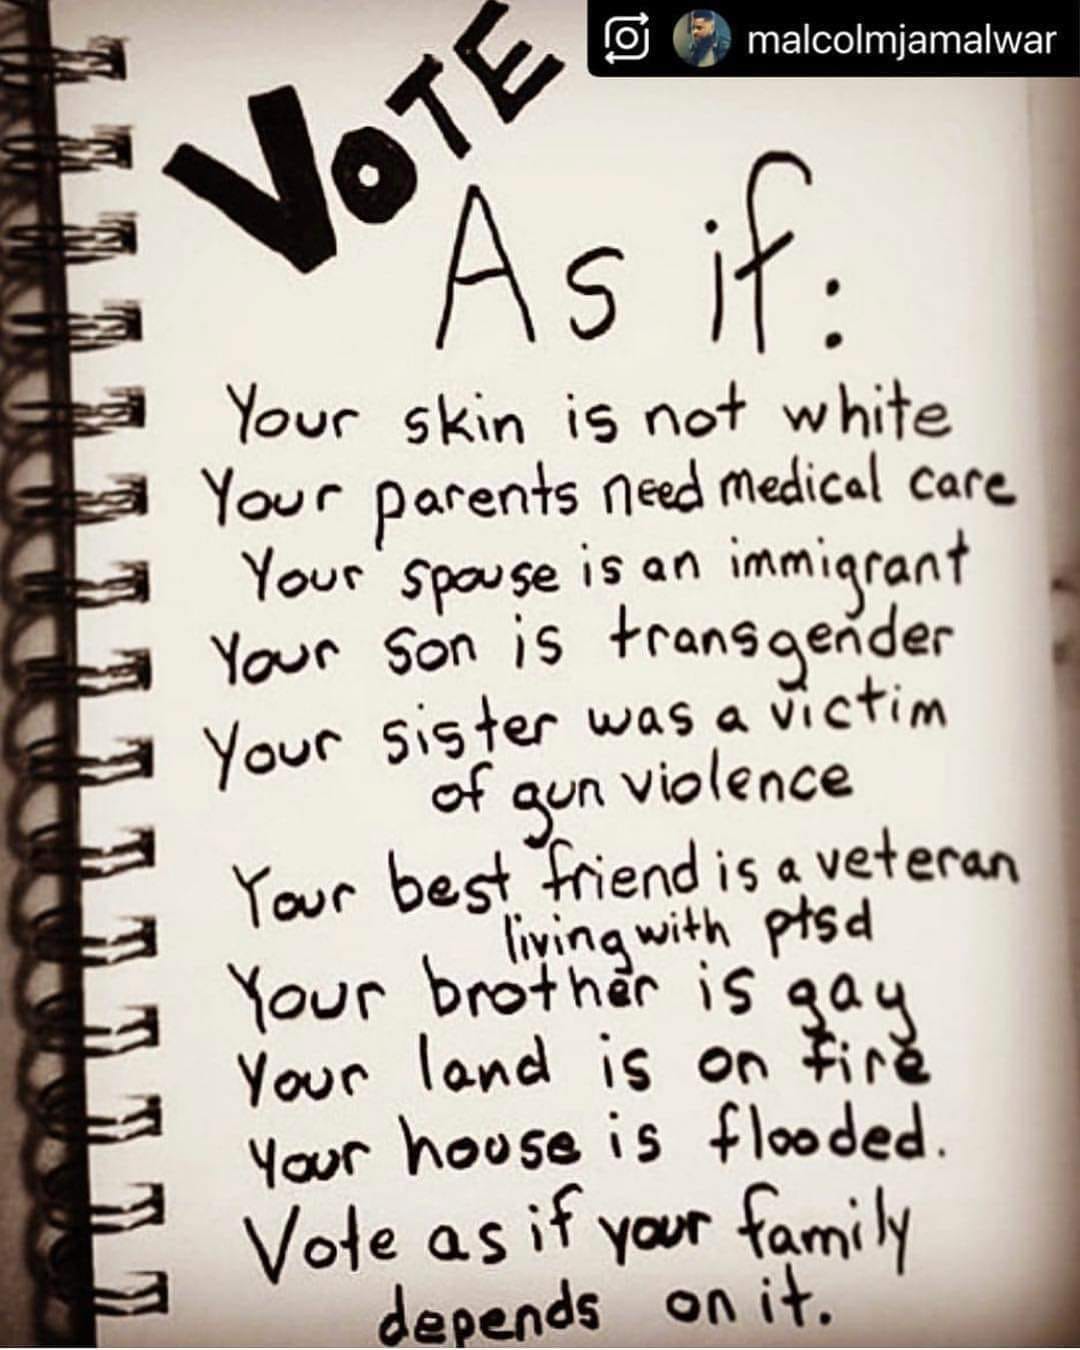 malcolmjamalwar
VOTE
As if:
Your skin is not white
Your parents need medical care
Your spouse is an immigrant
Your son is transgender
Your sister was a victim
of gun violence
Your best friend is a veteran
living with ptsd
Your brother is gay
Your land is on fire
Your house is flooded.
Vote as if your family
depends on it.